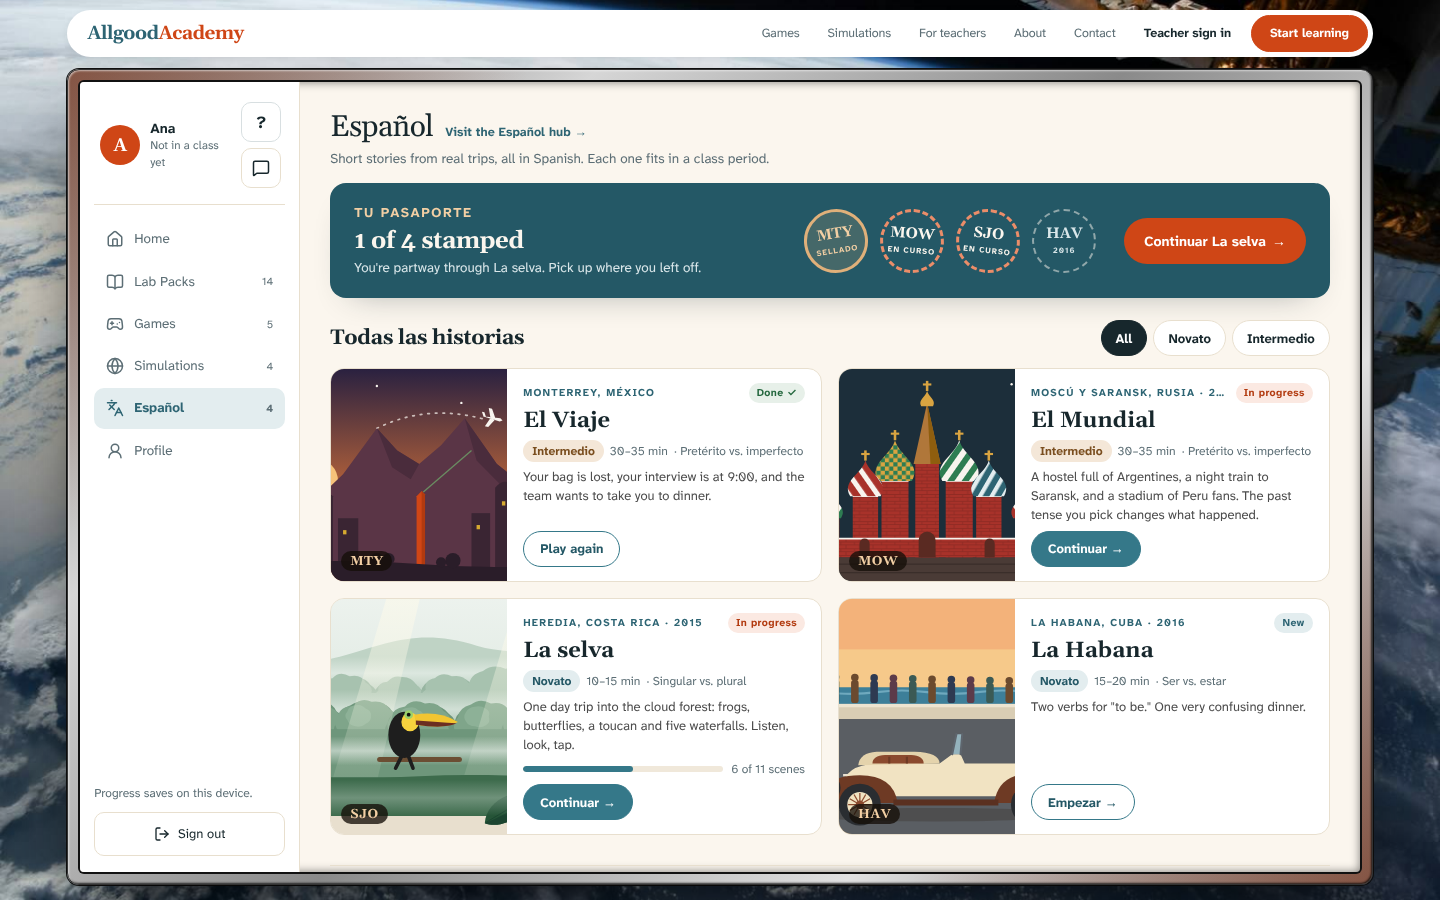 AllgoodAcademy
Games
Simulations
For teachers
About
Contact
Teacher sign in
Start learning
A
Ana
Not in a class
yet
?
Home
Lab Packs 14
Games 5
Simulations 4
Español 4
Profile
Progress saves on this device.
Sign out
Español
Visit the Español hub →
Short stories from real trips, all in Spanish. Each one fits in a class period.
TU PASAPORTE
1 of 4 stamped
You're partway through La selva. Pick up where you left off.
MTY
SELLADO
MOW
EN CURSO
SJO
EN CURSO
HAV
2016
Continuar La selva →
Todas las historias
All
Novato
Intermedio
MTY
MONTERREY, MÉXICO
Done ✓
El Viaje
Intermedio 30–35 min · Pretérito vs. imperfecto
Your bag is lost, your interview is at 9:00, and the
team wants to take you to dinner.
Play again
MOW
MOSCÚ Y SARANSK, RUSIA · 2…
In progress
El Mundial
Intermedio 30–35 min · Pretérito vs. imperfecto
A hostel full of Argentines, a night train to
Saransk, and a stadium of Peru fans. The past
tense you pick changes what happened.
Continuar →
SJO
HEREDIA, COSTA RICA · 2015
In progress
La selva
Novato 10–15 min · Singular vs. plural
One day trip into the cloud forest: frogs,
butterflies, a toucan and five waterfalls. Listen,
look, tap.
6 of 11 scenes
Continuar →
HAV
LA HABANA, CUBA · 2016
New
La Habana
Novato 15–20 min · Ser vs. estar
Two verbs for "to be." One very confusing dinner.
Empezar →